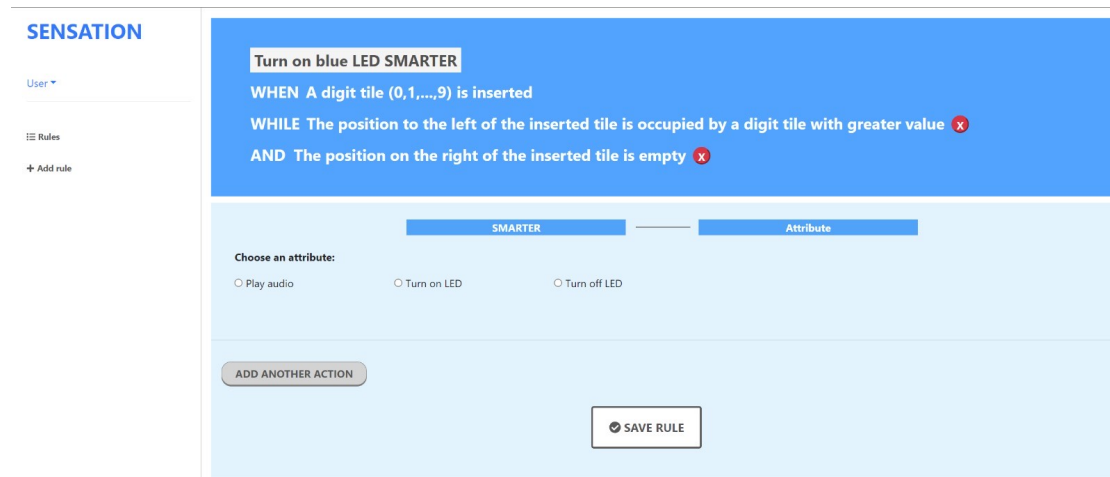 SENSATION
User
Rules
+ Add rule
Turn on blue LED SMARTER
WHEN A digit tile (0,1,...,9) is inserted
WHILE The position to the left of the inserted tile is occupied by a digit tile with greater value x
AND The position on the right of the inserted tile is empty x
SMARTER Attribute
Choose an attribute:
Play audio Turn on LED Turn off LED
ADD ANOTHER ACTION
SAVE RULE